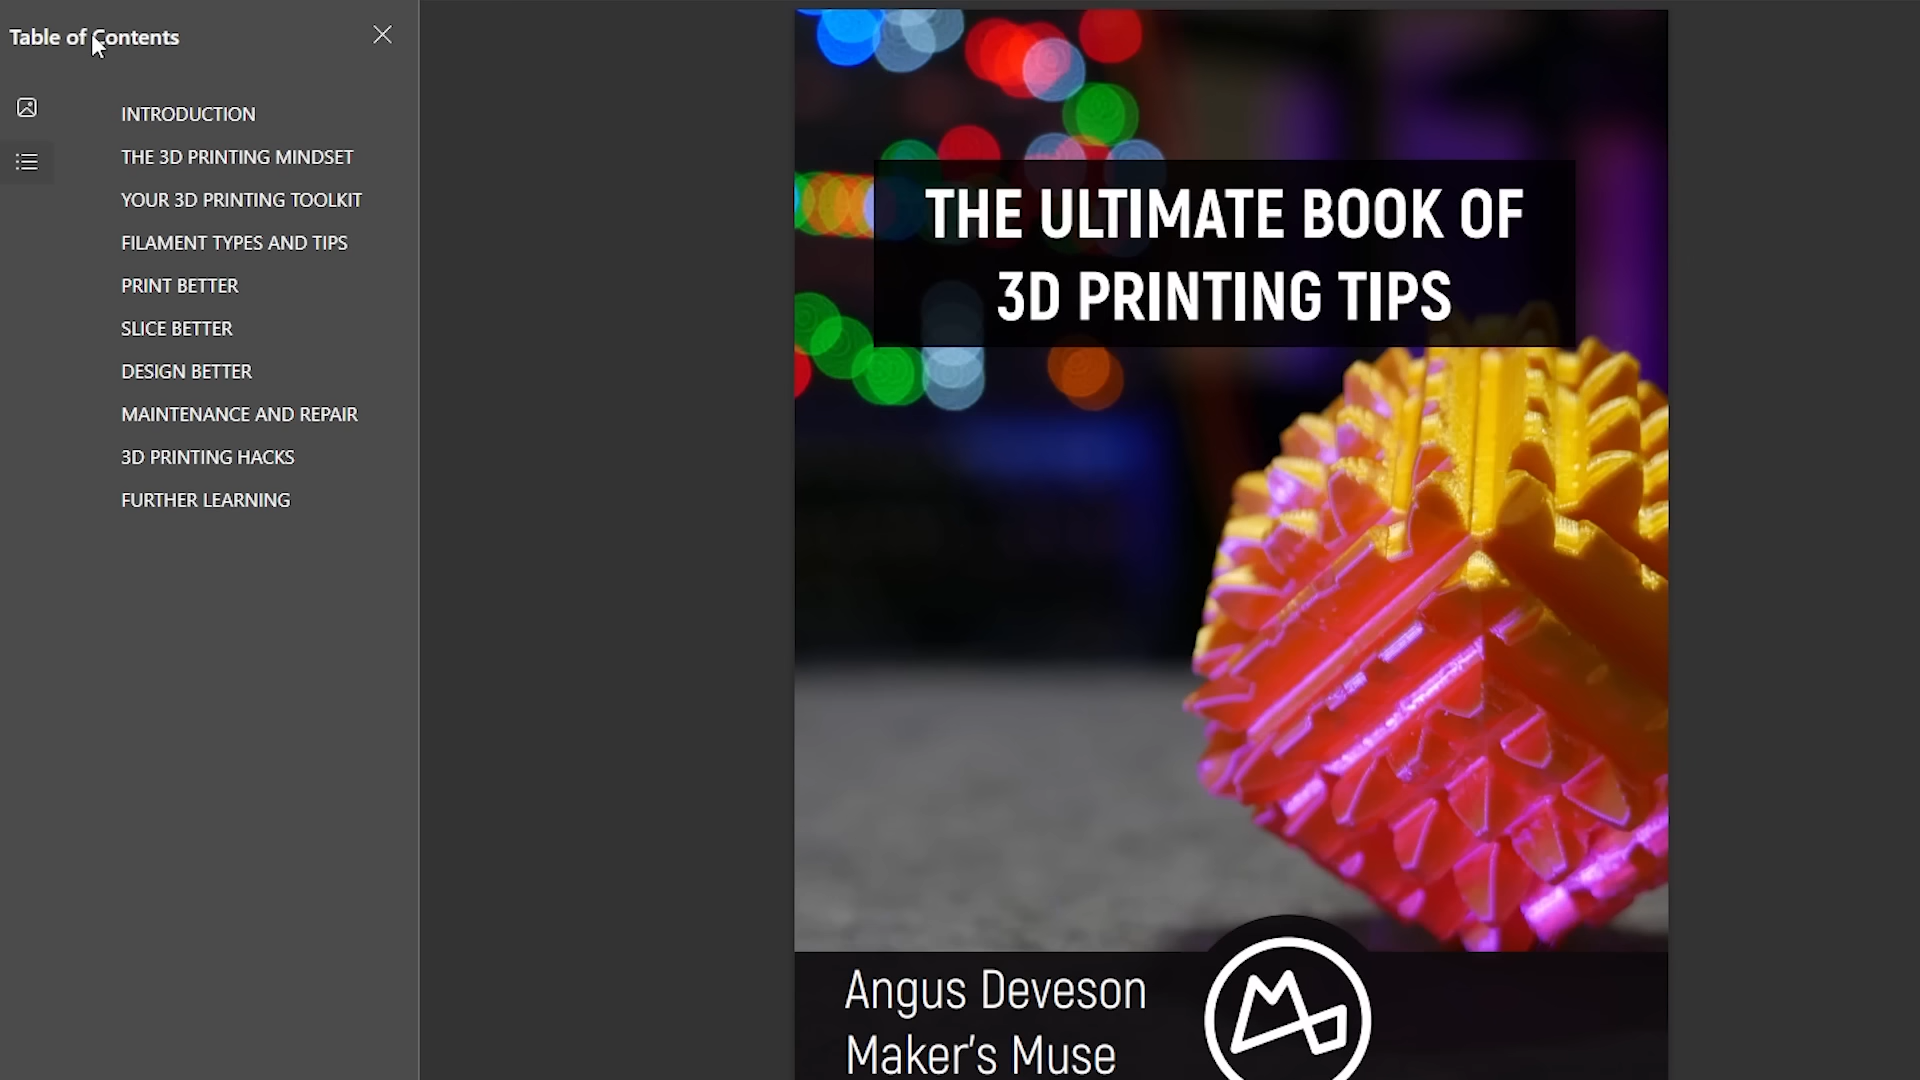 Table of Contents
INTRODUCTION
THE 3D PRINTING MINDSET
YOUR 3D PRINTING TOOLKIT
FILAMENT TYPES AND TIPS
PRINT BETTER
SLICE BETTER
DESIGN BETTER
MAINTENANCE AND REPAIR
3D PRINTING HACKS
FURTHER LEARNING
THE ULTIMATE BOOK OF
3D PRINTING TIPS
Angus Deveson
Maker's Muse